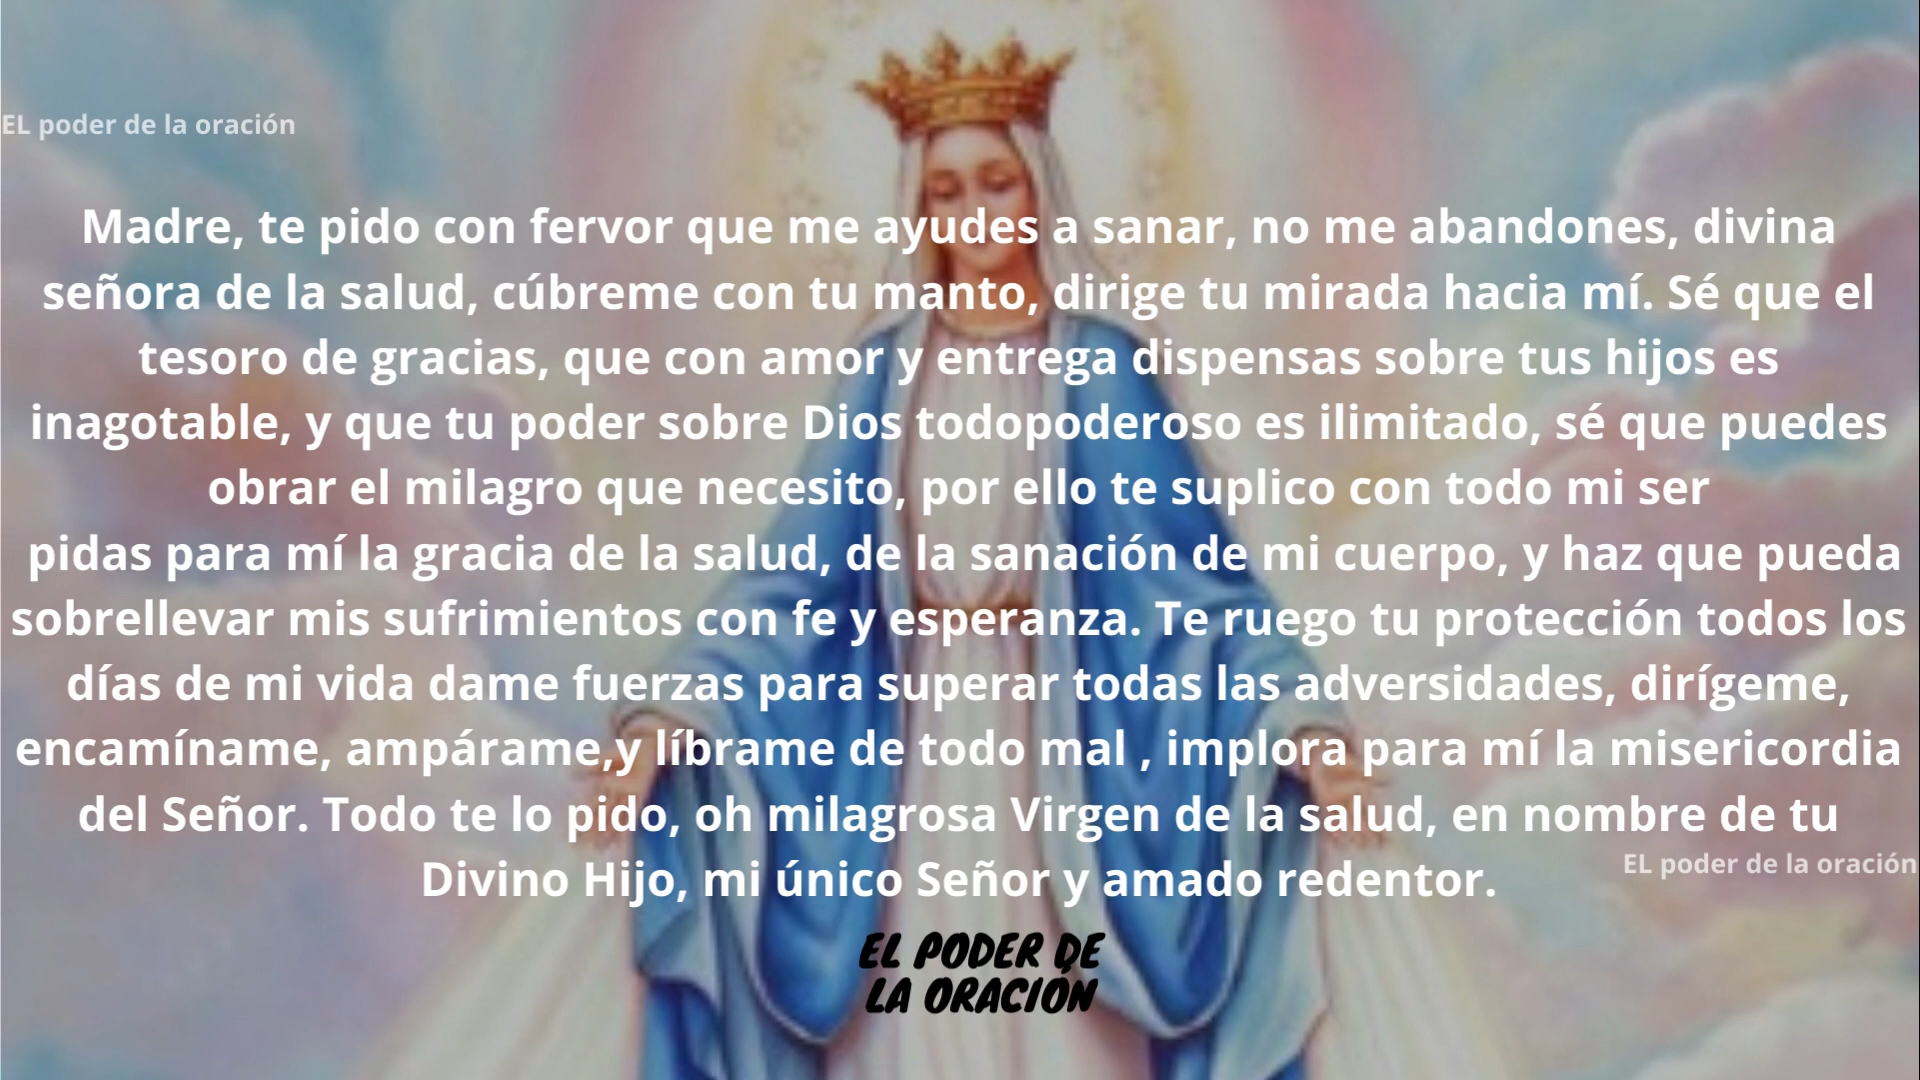 EL poder de la oración
Madre, te pido con fervor que me ayudes a sanar, no me abandones, divina
señora de la salud, cúbreme con tu manto, dirige tu mirada hacia mí. Sé que el
tesoro de gracias, que con amor y entrega dispensas sobre tus hijos es
inagotable, y que tu poder sobre Dios todopoderoso es ilimitado, sé que puedes
obrar el milagro que necesito, por ello te suplico con todo mi ser
pidas para mí la gracia de la salud, de la sanación de mi cuerpo, y haz que pueda
sobrellevar mis sufrimientos con fe y esperanza. Te ruego tu protección todos los
días de mi vida dame fuerzas para superar todas las adversidades, dirígeme,
encamíname, ampárame,y líbrame de todo mal , implora para mí la misericordia
del Señor. Todo te lo pido, oh milagrosa Virgen de la salud, en nombre de tu
Divino Hijo, mi único Señor y amado redentor.
EL poder de la oración
EL PODER DE
LA ORACIÓN